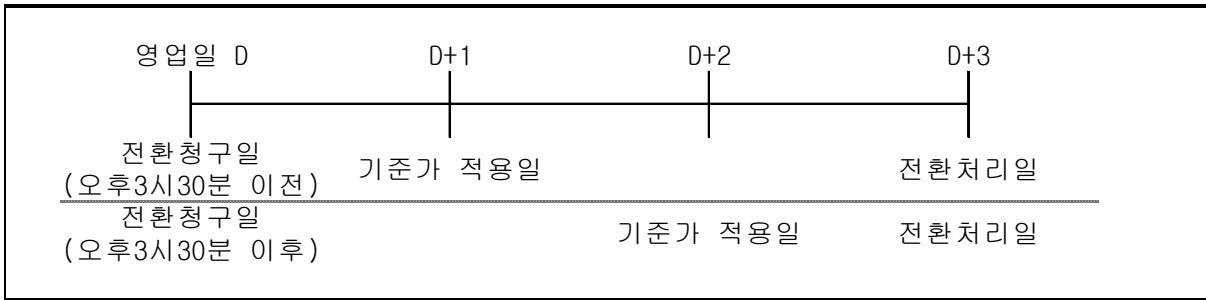 영업일 D D+1 D+2 D+3
전환청구일
(오후3시30분 이전) 기준가 적용일 전환처리일
전환청구일
(오후3시30분 이후) 기준가 적용일 전환처리일